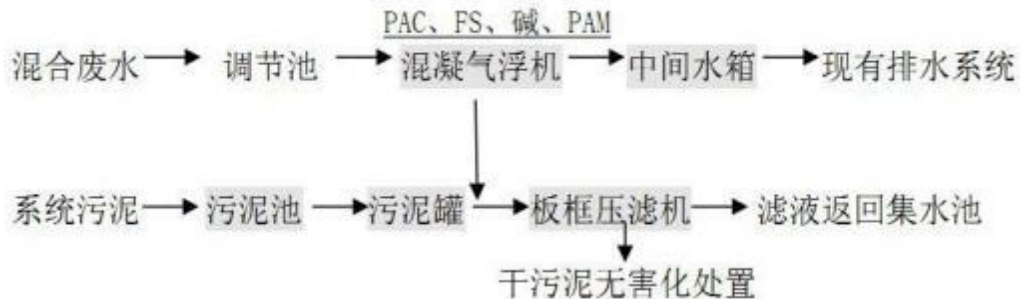 PAC、FS、碱、PAM
混合废水 调节池 混凝气浮机 中间水箱 现有排水系统
系统污泥 污泥池 污泥罐 板框压滤机 滤液返回集水池
干污泥无害化处置